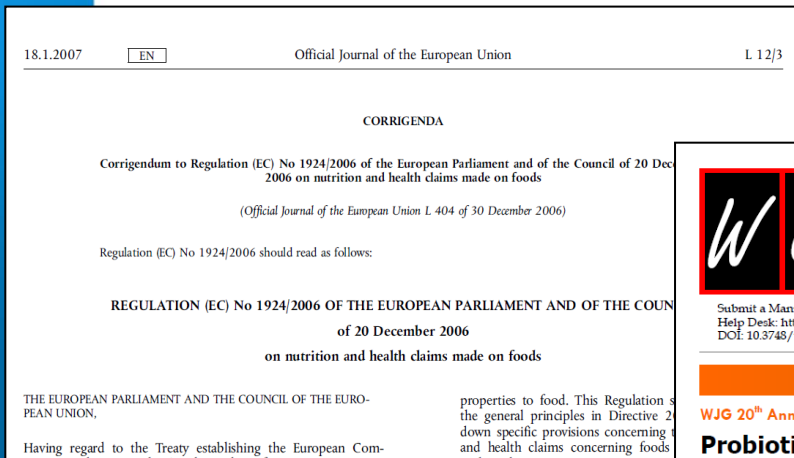 18.1.2007 EN Official Journal of the European Union L 12/3
CORRIGENDA
Corrigendum to Regulation (EC) No 1924/2006 of the European Parliament and of the Council of 20
2006 on nutrition and health claims made on foods
(Official Journal of the European Union L 404 of 30 December 2006)
Regulation (EC) No 1924/2006 should read as follows:
REGULATION (EC) No 1924/2006 OF THE EUROPEAN PARLIAMENT AND OF THE
of 20 December 2006
on nutrition and health claims made on foods
THE EUROPEAN PARLIAMENT AND THE COUNCIL OF THE EURO-
PEAN UNION,
Having regard to the Treaty establishing the European Com-
properties to food. This Regulation
the general principles in Directive
down specific provisions concerning
and health claims concerning foods
W
Submit a
Help Desk:
DOI: 10.3748/
WJG 20th